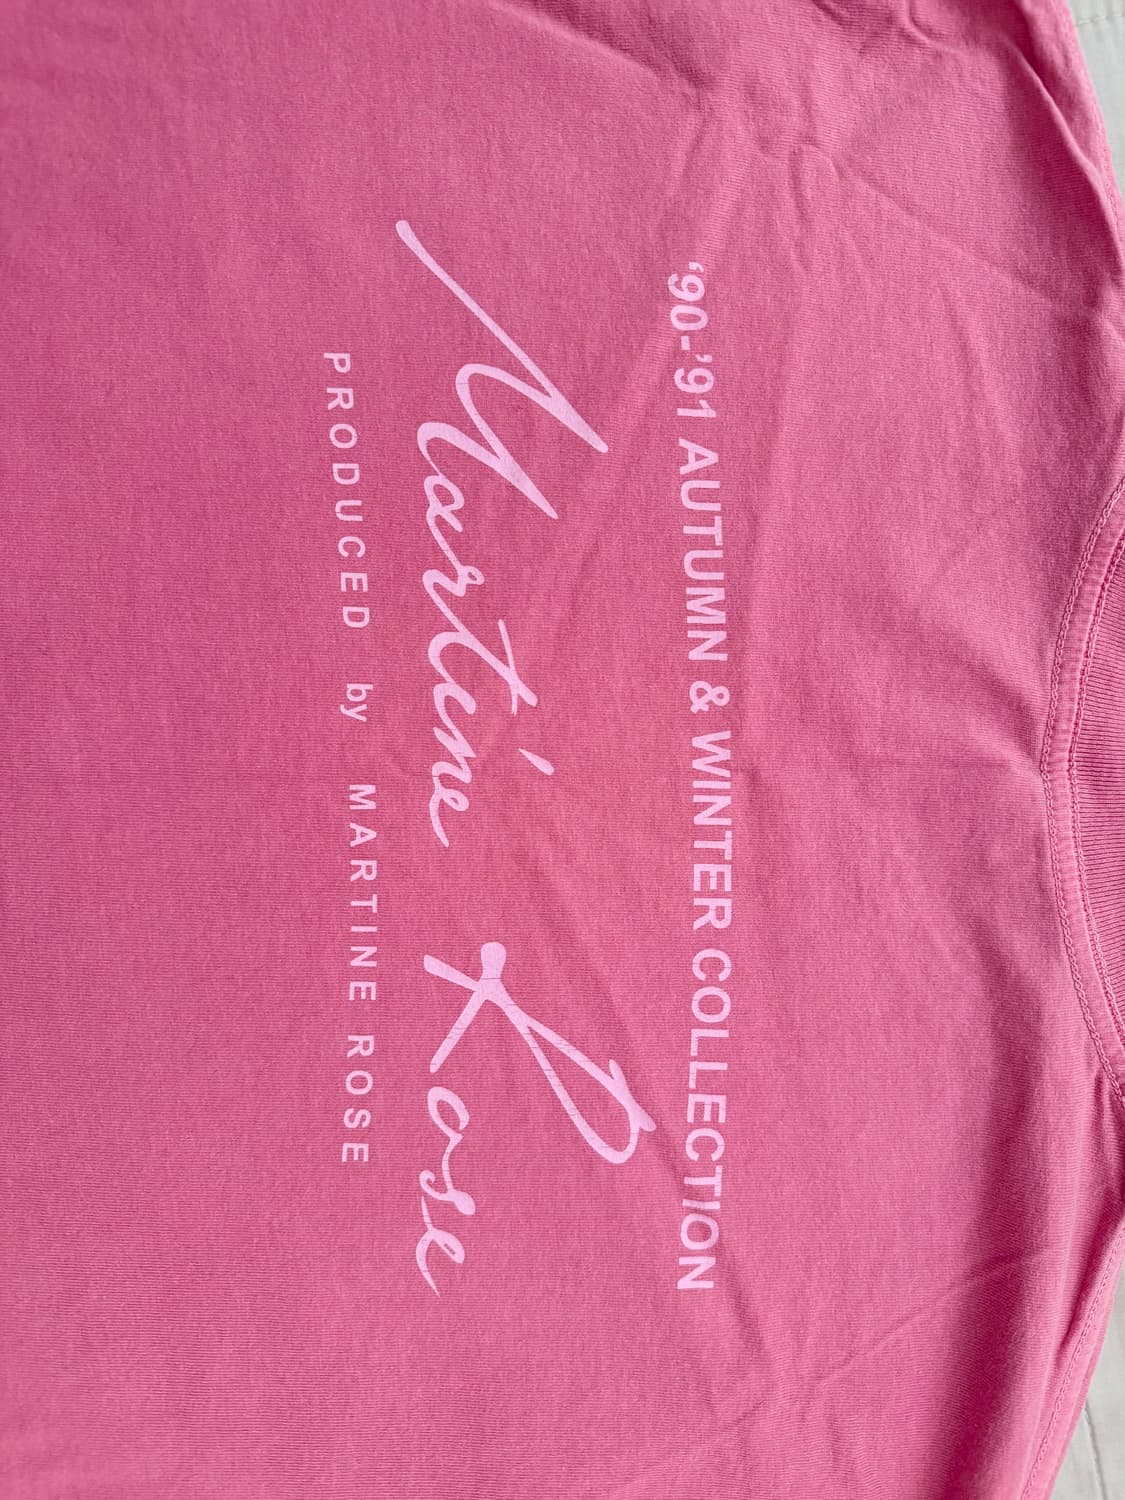 ‘90-’91 AUTUMN & WINTER COLLECTION
Martine Rose
PRODUCED by MARTINE ROSE